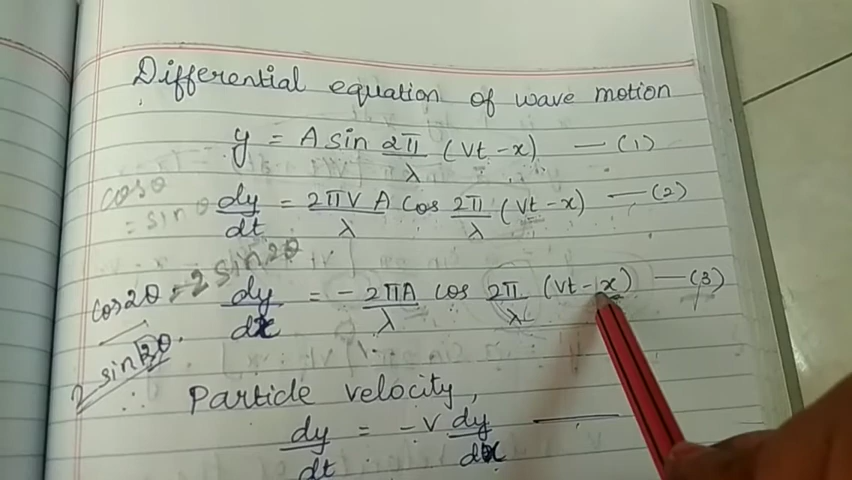 Differential equation of wave motion
y = A sin 2π/λ (Vt - x) — (1)
cosθ
= sin θ
dy/dt = 2πV A/λ cos 2π/λ (Vt - x) — (2)
cos2θ = 2 sin2θ
dy/dx = - 2πA/λ cos 2π/λ (Vt - x) — (3)
2 sin2θ.
Particle velocity,
dy/dt = -V dy/dx —